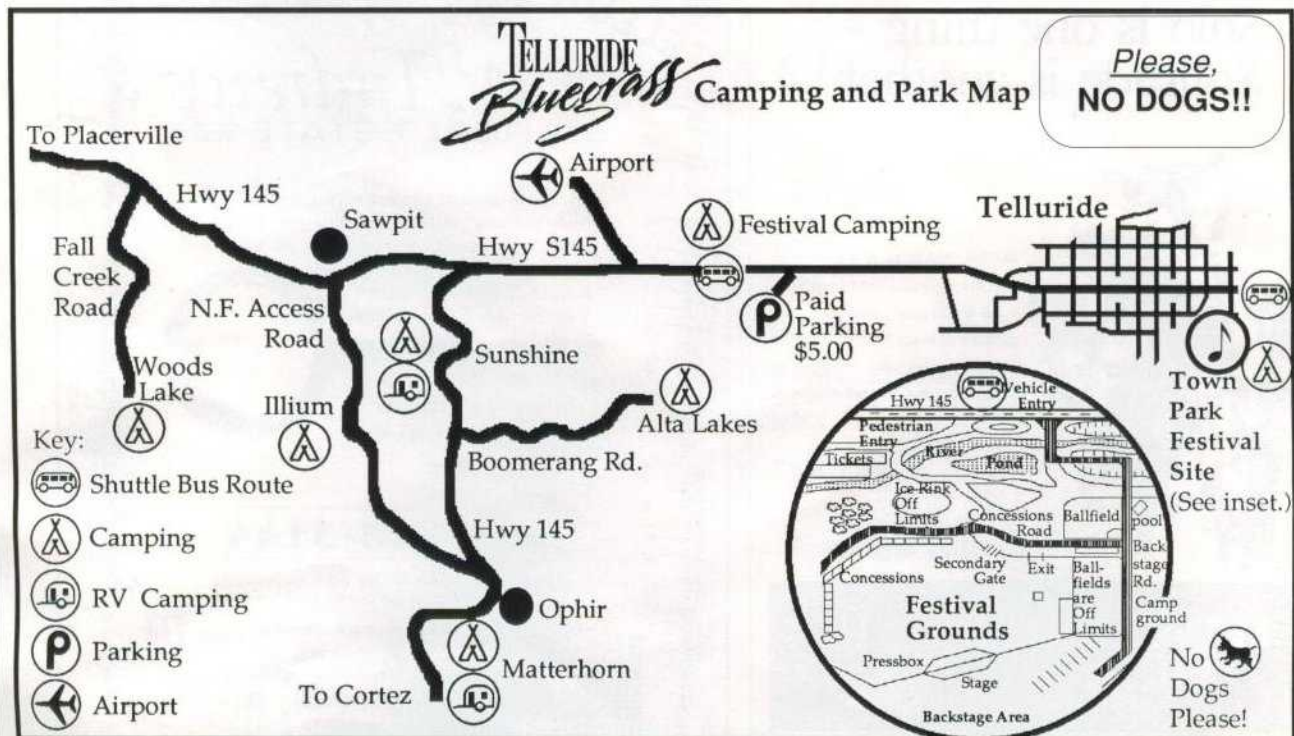 TELLURIDE
Bluegrass
Camping and Park Map
Please,
NO DOGS!!
To Placerville
Hwy 145
Fall
Creek
Road
Sawpit
N.F. Access
Road
Woods
Lake
Airport
Hwy S145
Festival Camping
Telluride
Paid
Parking
$5.00
Sunshine
Illium
Alta Lakes
Boomerang Rd.
Hwy 145
Ophir
Matterhorn
To Cortez
Key:
Shuttle Bus Route
Camping
RV Camping
Parking
Airport
Town
Park
Festival
Site
(See inset.)
Hwy 145
Vehicle
Entry
Pedestrian
Entry
Tickets
River
Pond
Ice Rink
Off
Limits
Concessions
Road
Ballfield
pool
Back
stage
Rd.
Camp
ground
Concessions
Secondary
Gate
Exit
Ball-
fields
are
Off
Limits
Festival
Grounds
Pressbox
Stage
Backstage Area
No
Dogs
Please!